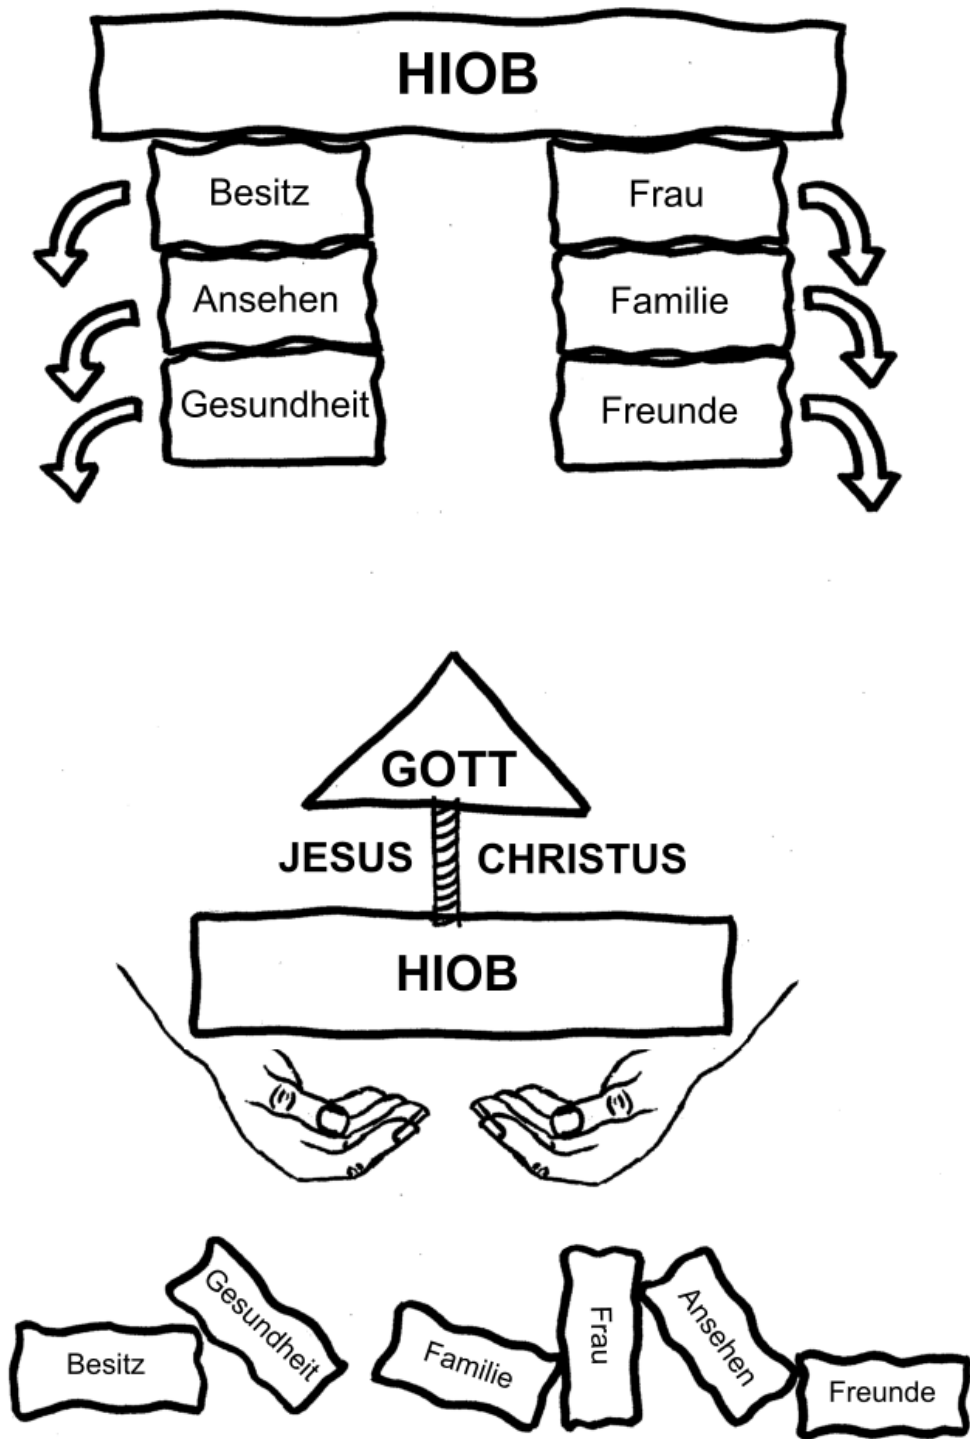 HIOB
Besitz
Frau
Ansehen
Familie
Gesundheit
Freunde
GOTT
JESUS CHRISTUS
HIOB
Besitz
Gesundheit
Familie
Frau
Ansehen
Freunde